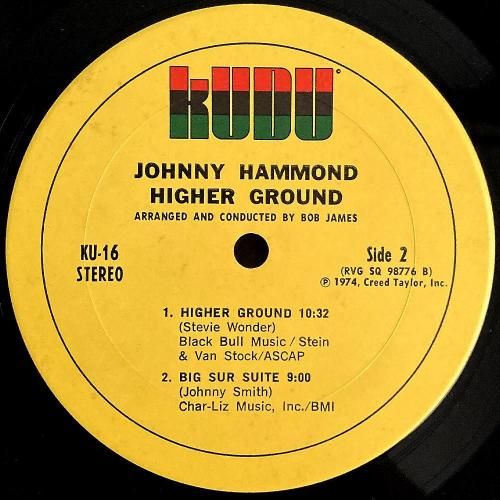 kUDU
JOHNNY HAMMOND
HIGHER GROUND
ARRANGED AND CONDUCTED BY BOB JAMES
KU-16
STEREO
Side 2
(RVG SQ 98776 B)
℗ 1974, Creed Taylor, Inc.
1. HIGHER GROUND 10:32
(Stevie Wonder)
Black Bull Music / Stein
& Van Stock/ASCAP
2. BIG SUR SUITE 9:00
(Johnny Smith)
Char-Liz Music, Inc./BMI